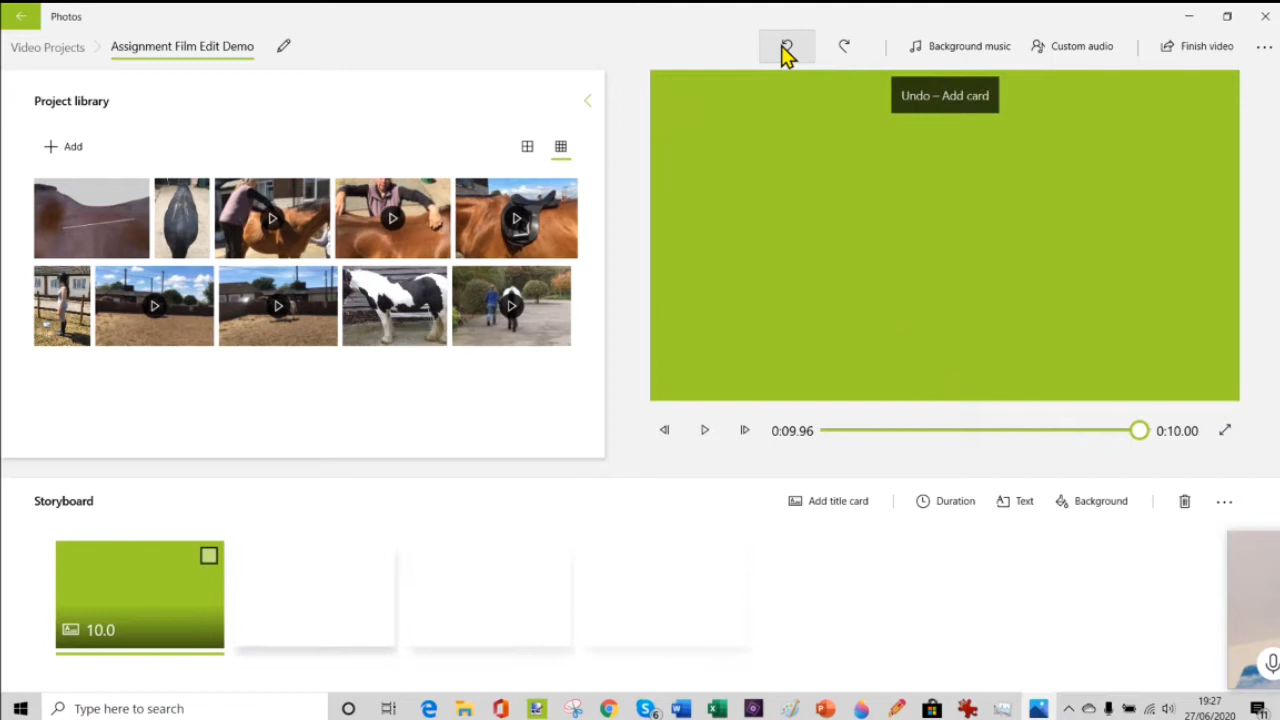 Photos
Video Projects
Assignment Film Edit Demo
Background music
Custom audio
Finish video
Project library
Undo – Add card
Add
0:09.96
0:10.00
Storyboard
Add title card
Duration
Text
Background
10.0
Type here to search
6
19:27
27/06/2020
11